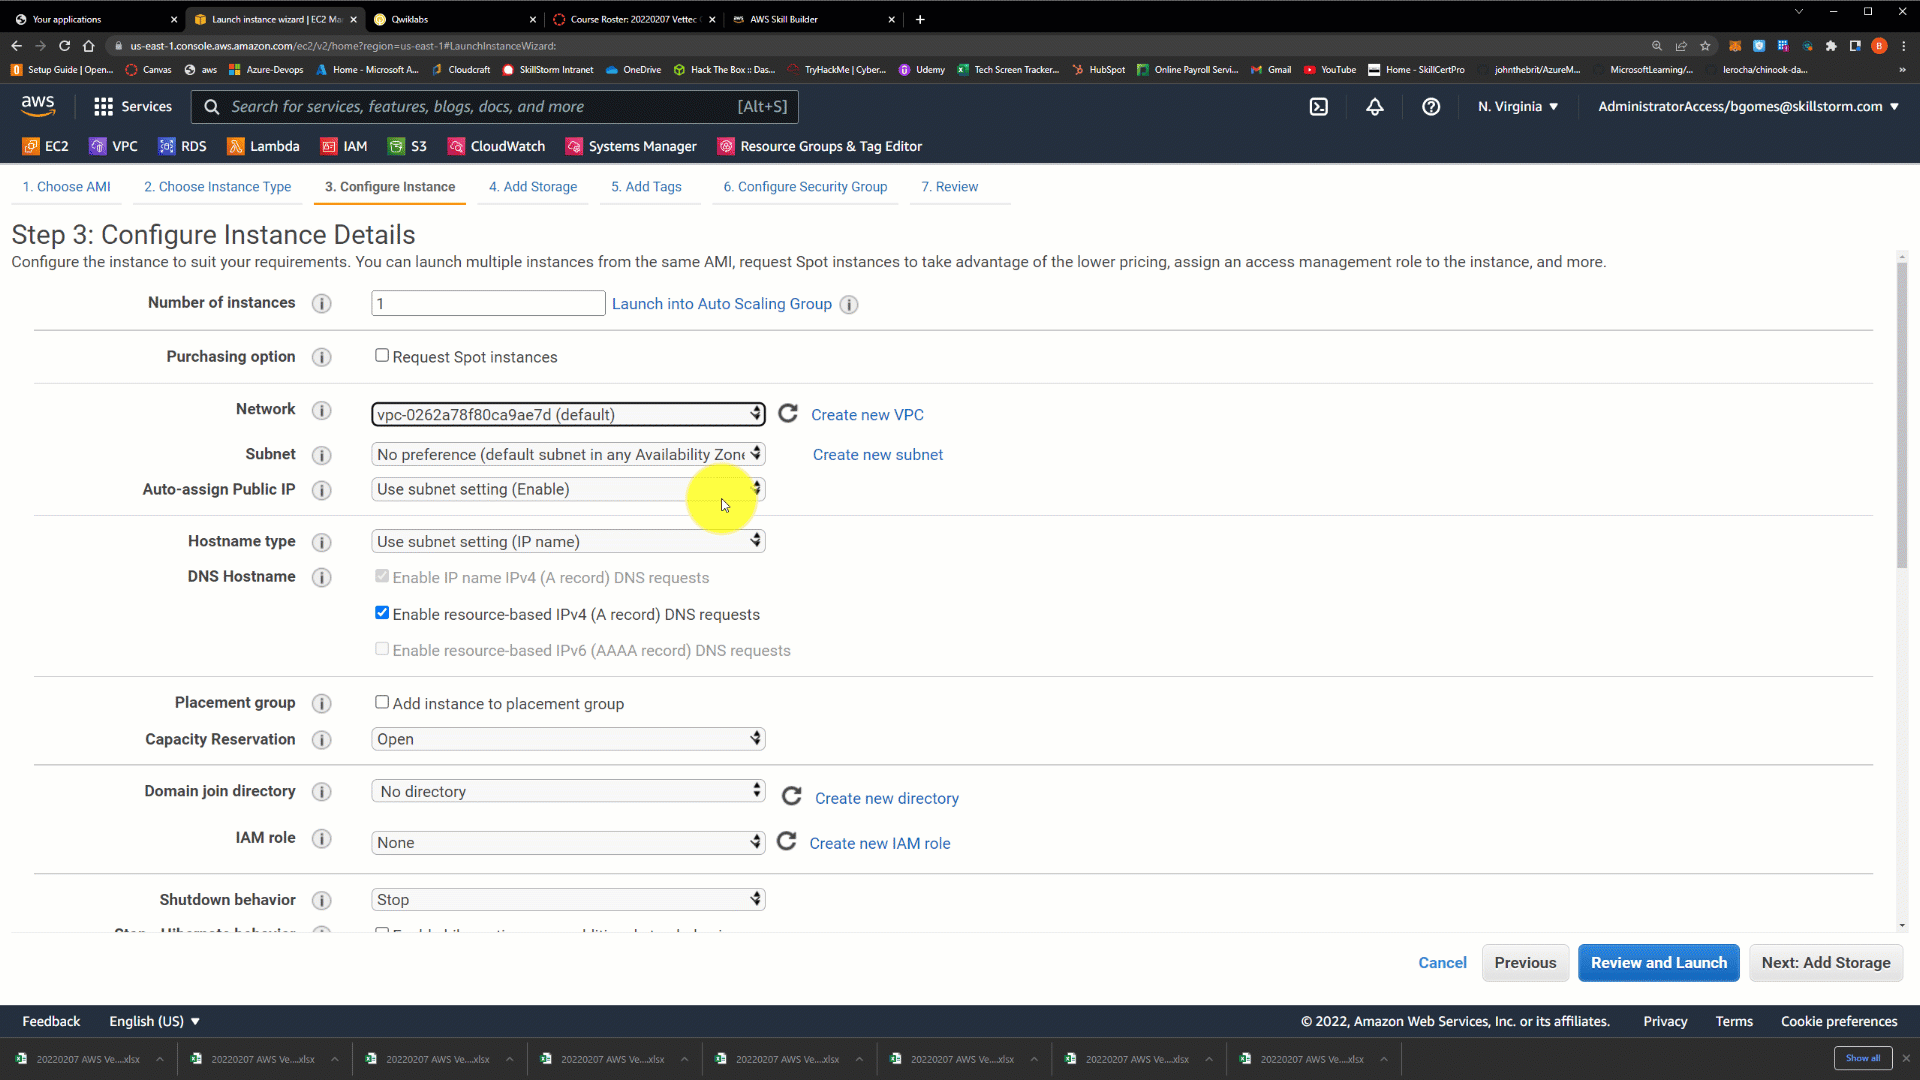 Your applications
Launch instance wizard | EC2 Ma
Qwiklabs
Course Roster: 20220207 Vettec
AWS Skill Builder
us-east-1.console.aws.amazon.com/ec2/v2/home?region=us-east-1#LaunchInstanceWizard:
Setup Guide | Open...
Canvas
aws
Azure-Devops
Home - Microsoft A...
Cloudcraft
SkillStorm Intranet
OneDrive
Hack The Box :: Das...
TryHackMe | Cyber...
Udemy
Tech Screen Tracker...
HubSpot
Online Payroll Servi...
Gmail
YouTube
Home - SkillCertPro
johnthebrit/AzureM...
MicrosoftLearning/...
lerocha/chinook-da...
aws
Services
Search for services, features, blogs, docs, and more
[Alt+S]
N. Virginia
AdministratorAccess/bgomes@skillstorm.com
EC2
VPC
RDS
Lambda
IAM
S3
CloudWatch
Systems Manager
Resource Groups & Tag Editor
1. Choose AMI
2. Choose Instance Type
3. Configure Instance
4. Add Storage
5. Add Tags
6. Configure Security Group
7. Review
Step 3: Configure Instance Details
Configure the instance to suit your requirements. You can launch multiple instances from the same AMI, request Spot instances to take advantage of the lower pricing, assign an access management role to the instance, and more.
Number of instances
1
Launch into Auto Scaling Group
Purchasing option
Request Spot instances
Network
vpc-0262a78f80ca9ae7d (default)
Create new VPC
Subnet
No preference (default subnet in any Availability Zone
Create new subnet
Auto-assign Public IP
Use subnet setting (Enable)
Hostname type
Use subnet setting (IP name)
DNS Hostname
Enable IP name IPv4 (A record) DNS requests
Enable resource-based IPv4 (A record) DNS requests
Enable resource-based IPv6 (AAAA record) DNS requests
Placement group
Add instance to placement group
Capacity Reservation
Open
Domain join directory
No directory
Create new directory
IAM role
None
Create new IAM role
Shutdown behavior
Stop
Cancel
Previous
Review and Launch
Next: Add Storage
Feedback
English (US)
© 2022, Amazon Web Services, Inc. or its affiliates.
Privacy
Terms
Cookie preferences
20220207 AWS Ve....xlsx
20220207 AWS Ve....xlsx
20220207 AWS Ve....xlsx
20220207 AWS Ve....xlsx
20220207 AWS Ve....xlsx
20220207 AWS Ve....xlsx
20220207 AWS Ve....xlsx
20220207 AWS Ve....xlsx
Show all